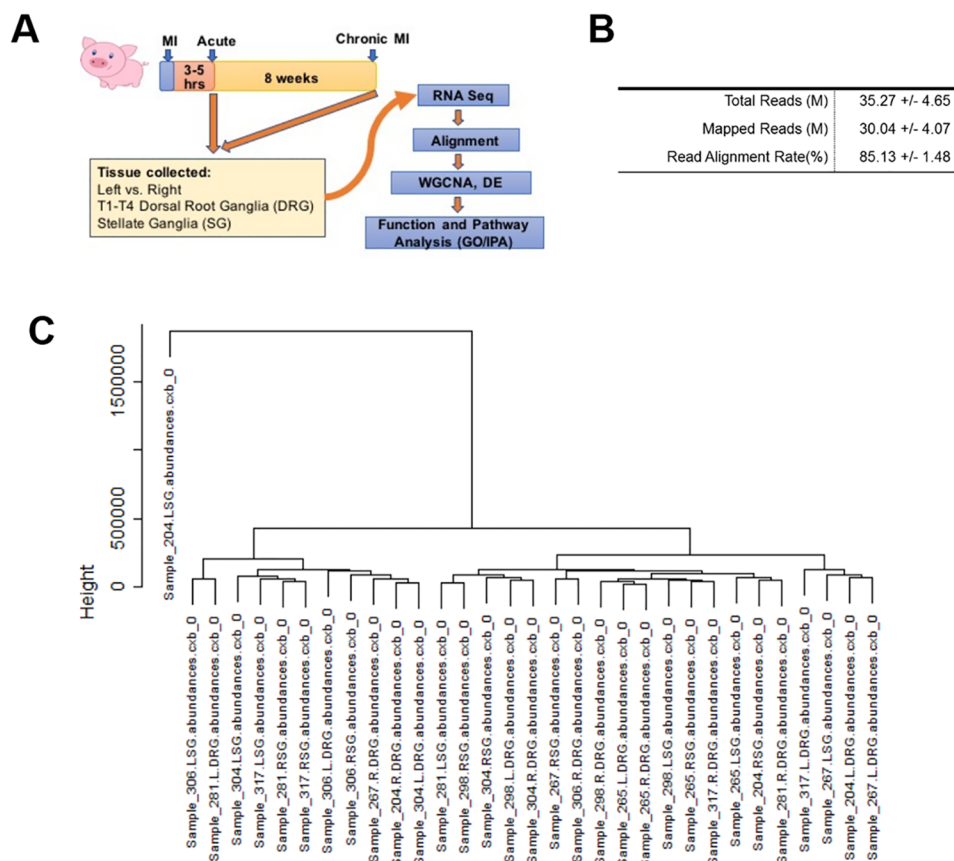 A
MI
Acute
Chronic MI
3-5
hrs
8 weeks
Tissue collected:
Left vs. Right
T1-T4 Dorsal Root Ganglia (DRG)
Stellate Ganglia (SG)
RNA Seq
Alignment
WGCNA, DE
Function and Pathway
Analysis (GO/IPA)
B
Total Reads (M) 35.27 +/- 4.65
Mapped Reads (M) 30.04 +/- 4.07
Read Alignment Rate(%) 85.13 +/- 1.48
C
Height
1500000
500000
0
Sample_204.LSG.abundances.cxb_0
Sample_306.LSG.abundances.cxb_0
Sample_281.L.DRG.abundances.cxb_0
Sample_304.LSG.abundances.cxb_0
Sample_317.LSG.abundances.cxb_0
Sample_281.RSG.abundances.cxb_0
Sample_317.RSG.abundances.cxb_0
Sample_306.L.DRG.abundances.cxb_0
Sample_306.RSG.abundances.cxb_0
Sample_267.R.DRG.abundances.cxb_0
Sample_204.R.DRG.abundances.cxb_0
Sample_304.L.DRG.abundances.cxb_0
Sample_281.LSG.abundances.cxb_0
Sample_298.RSG.abundances.cxb_0
Sample_304.RSG.abundances.cxb_0
Sample_298.L.DRG.abundances.cxb_0
Sample_304.R.DRG.abundances.cxb_0
Sample_267.RSG.abundances.cxb_0
Sample_306.R.DRG.abundances.cxb_0
Sample_298.R.DRG.abundances.cxb_0
Sample_265.L.DRG.abundances.cxb_0
Sample_265.R.DRG.abundances.cxb_0
Sample_298.LSG.abundances.cxb_0
Sample_265.RSG.abundances.cxb_0
Sample_317.R.DRG.abundances.cxb_0
Sample_265.LSG.abundances.cxb_0
Sample_204.RSG.abundances.cxb_0
Sample_281.R.DRG.abundances.cxb_0
Sample_317.L.DRG.abundances.cxb_0
Sample_267.LSG.abundances.cxb_0
Sample_204.L.DRG.abundances.cxb_0
Sample_267.L.DRG.abundances.cxb_0